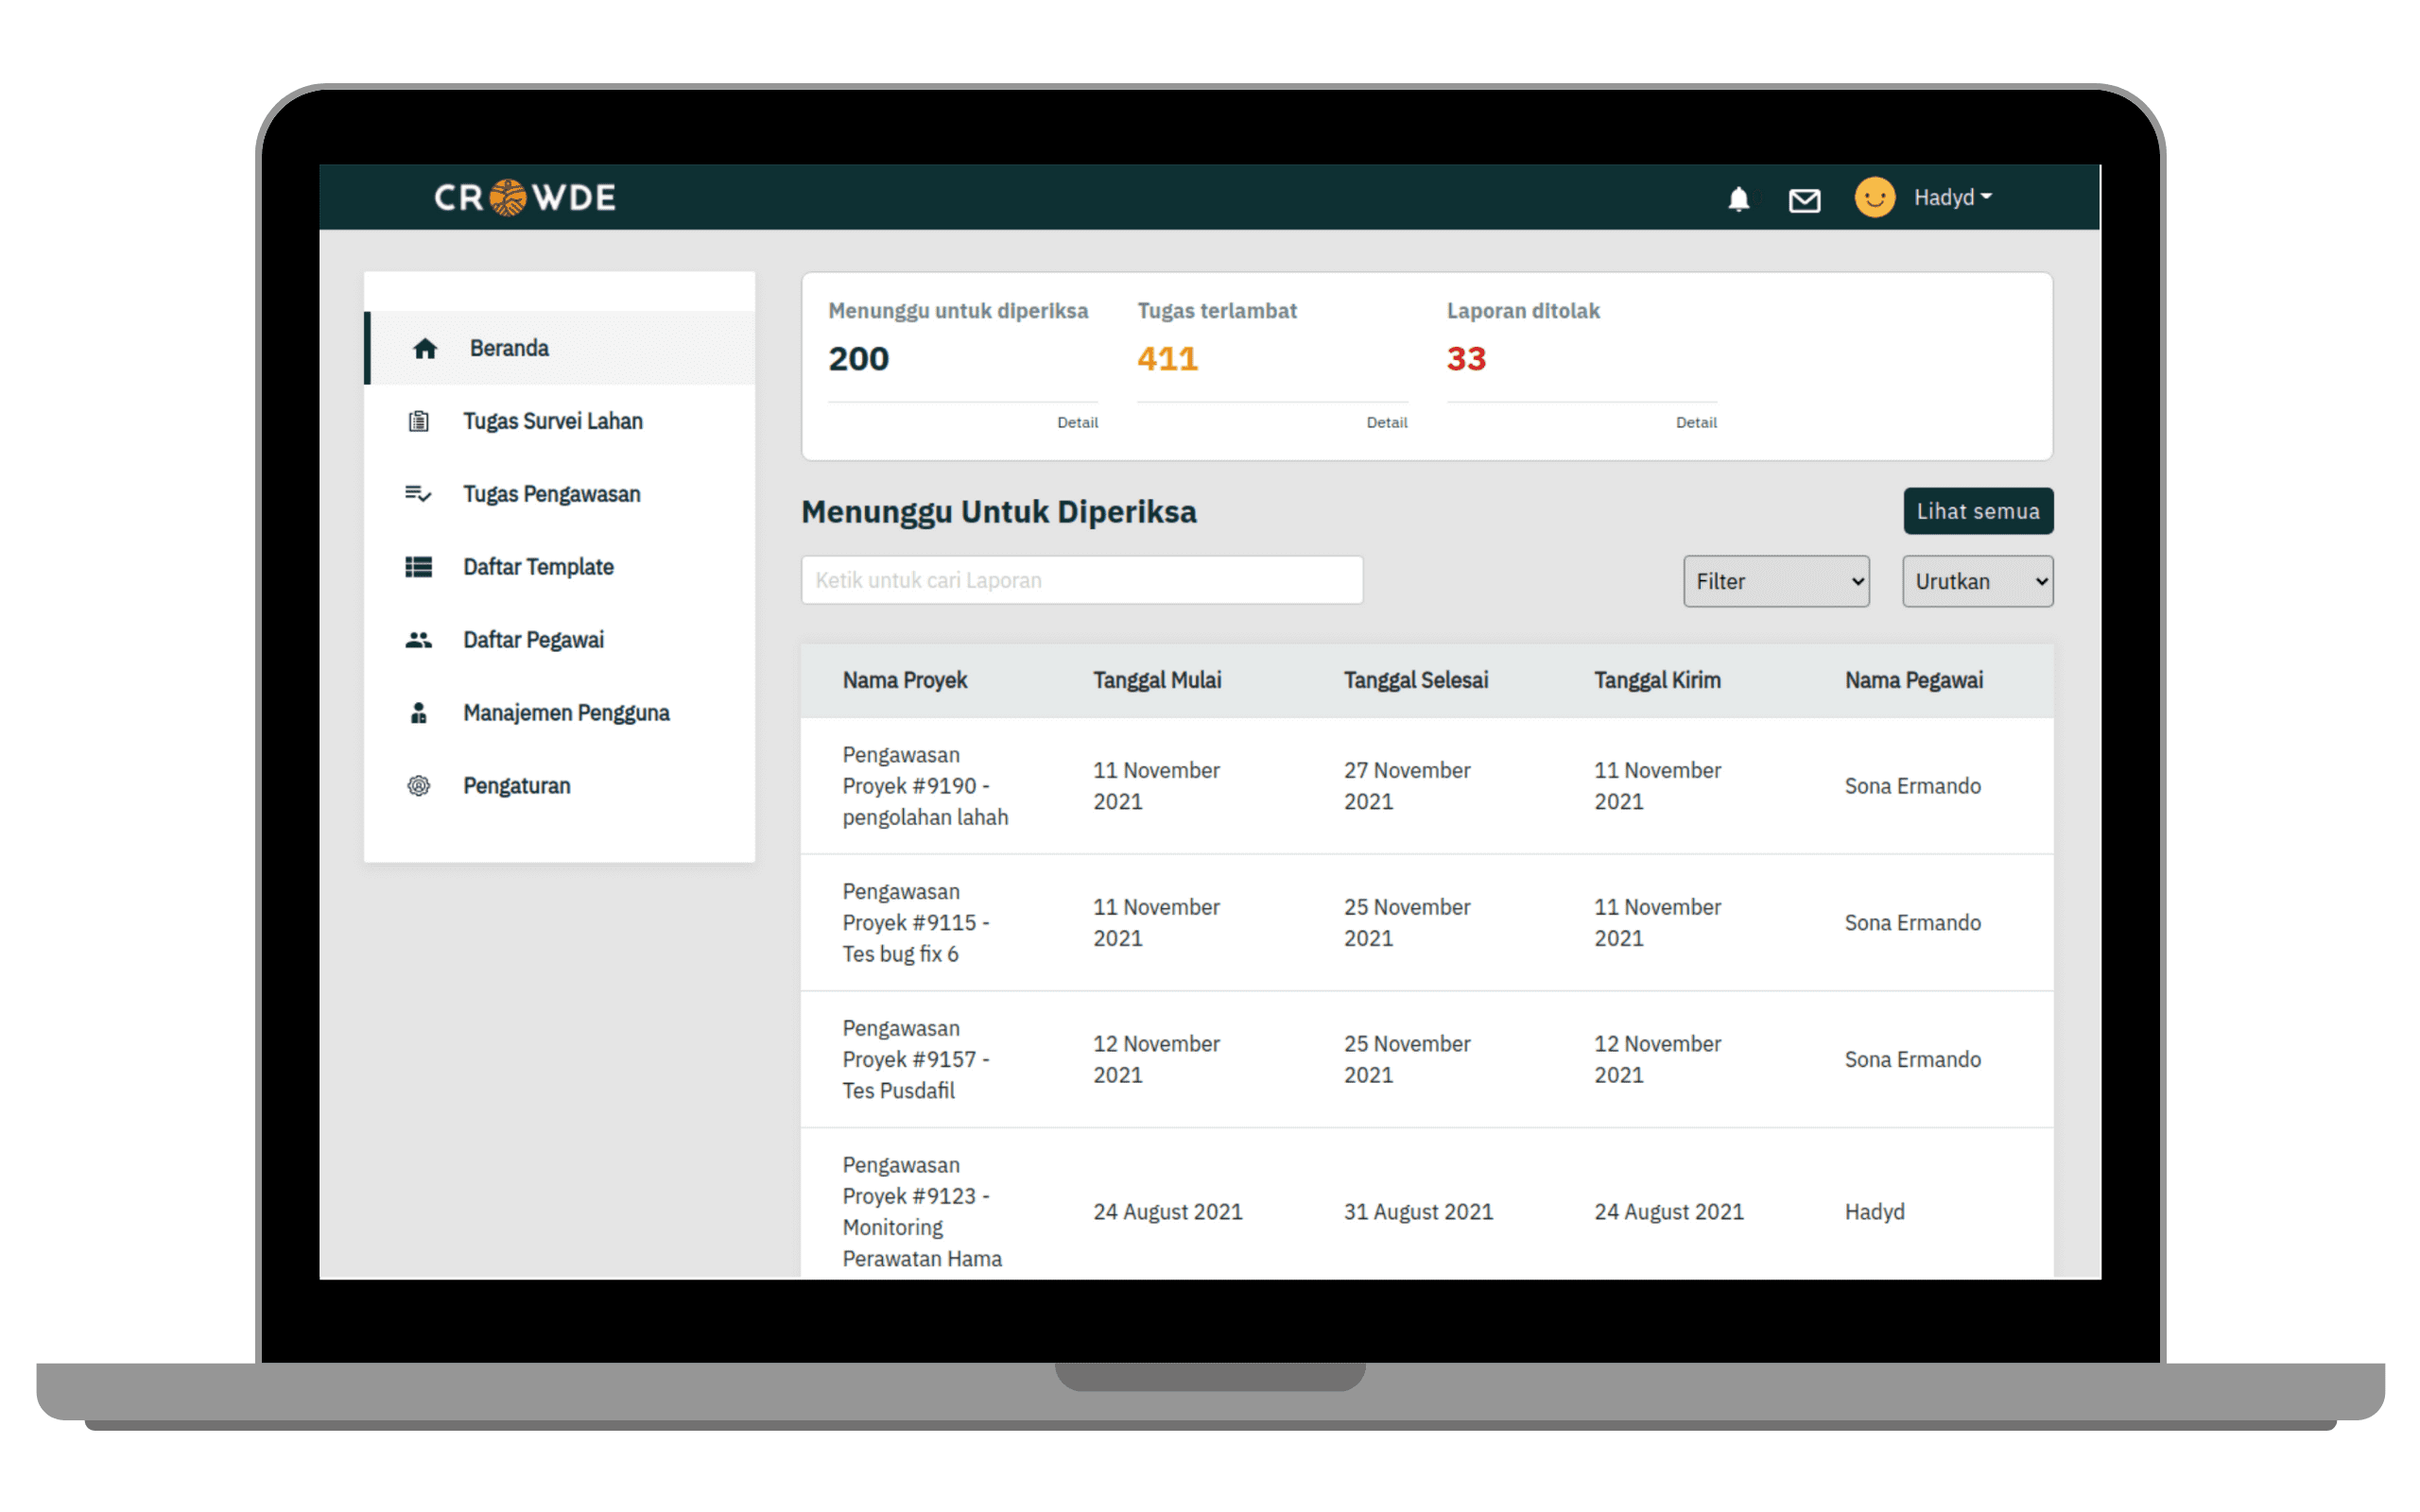 CROWDE
Hadyd
Beranda
Tugas Survei Lahan
Tugas Pengawasan
Daftar Template
Daftar Pegawai
Manajemen Pengguna
Pengaturan
Menunggu untuk diperiksa
200
Detail
Tugas terlambat
411
Detail
Laporan ditolak
33
Detail
Menunggu Untuk Diperiksa
Lihat semua
Ketik untuk cari Laporan
Filter
Urutkan
Nama Proyek
Tanggal Mulai
Tanggal Selesai
Tanggal Kirim
Nama Pegawai
Pengawasan
Proyek #9190 -
pengolahan lahah
11 November
2021
27 November
2021
11 November
2021
Sona Ermando
Pengawasan
Proyek #9115 -
Tes bug fix 6
11 November
2021
25 November
2021
11 November
2021
Sona Ermando
Pengawasan
Proyek #9157 -
Tes Pusdafil
12 November
2021
25 November
2021
12 November
2021
Sona Ermando
Pengawasan
Proyek #9123 -
Monitoring
Perawatan Hama
24 August 2021
31 August 2021
24 August 2021
Hadyd